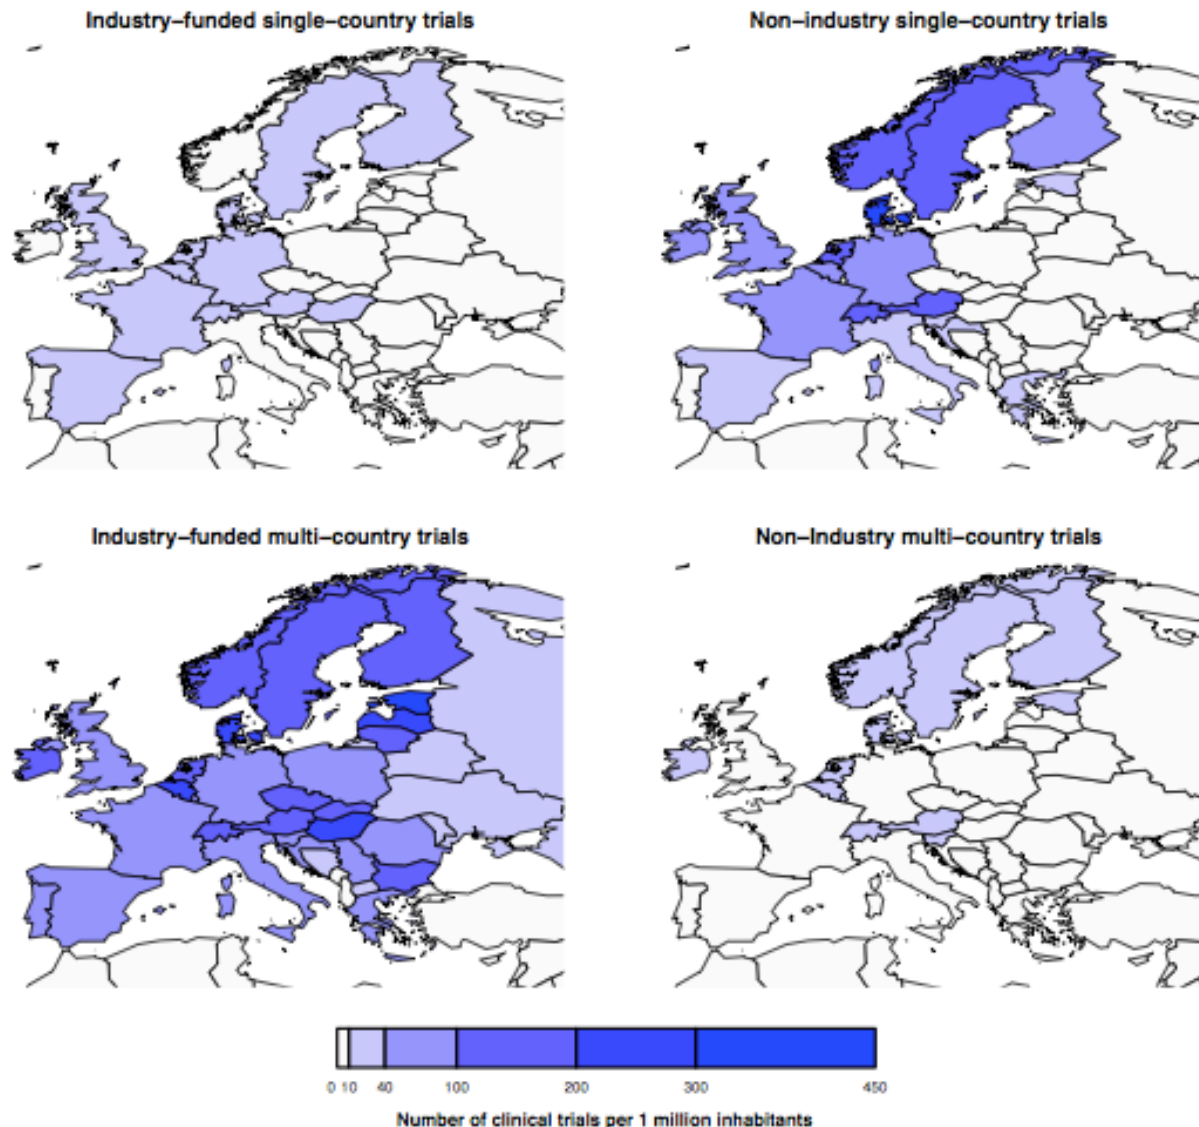 Industry–funded single–country trials
Non–industry single–country trials
Industry–funded multi–country trials
Non–Industry multi–country trials
0 10 40 100 200 300 450
Number of clinical trials per 1 million inhabitants